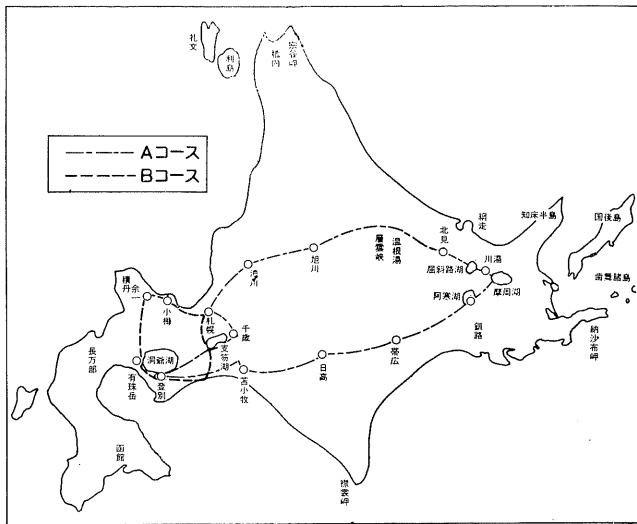 礼文
利島
稚内
宗谷岬
Aコース
Bコース
網走
知床半島
国後島
北見
川湯
屈斜路湖
温根湯
層雲峡
旭川
滝川
摩周湖
歯舞諸島
阿寒湖
釧路
納沙布岬
積丹
余一
小樽
札幌
千歳
支笏湖
帯広
日高
長万部
洞爺湖
有珠岳
登別
苫小牧
函館
襟裳岬